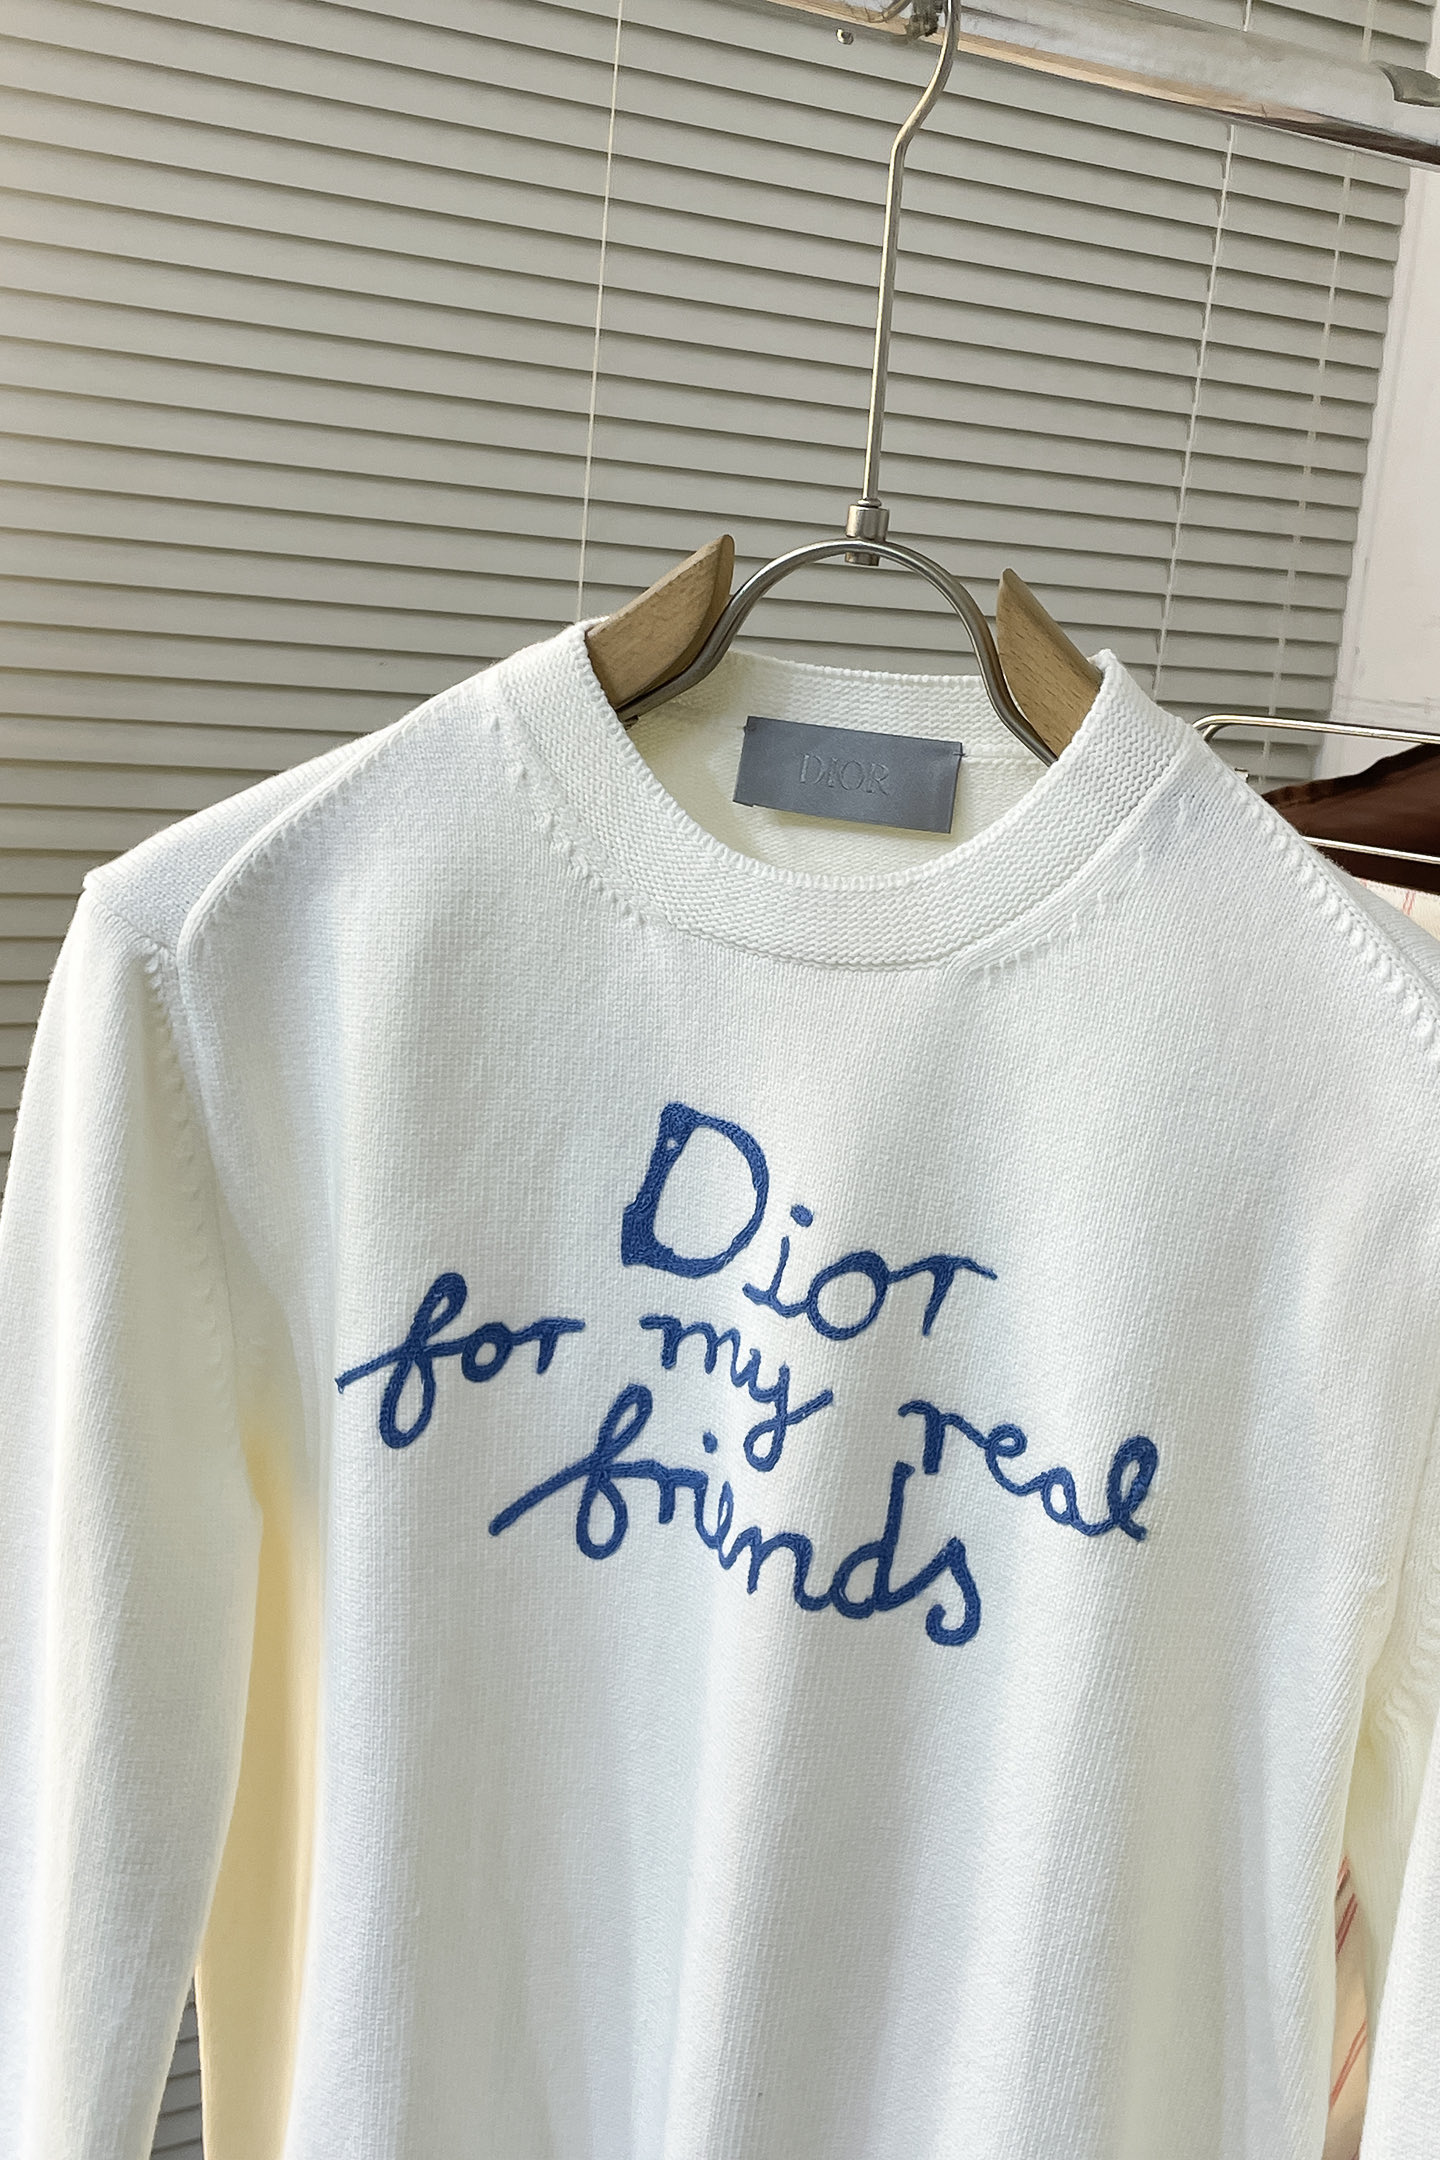 DIOR
Dior
for my real
friends